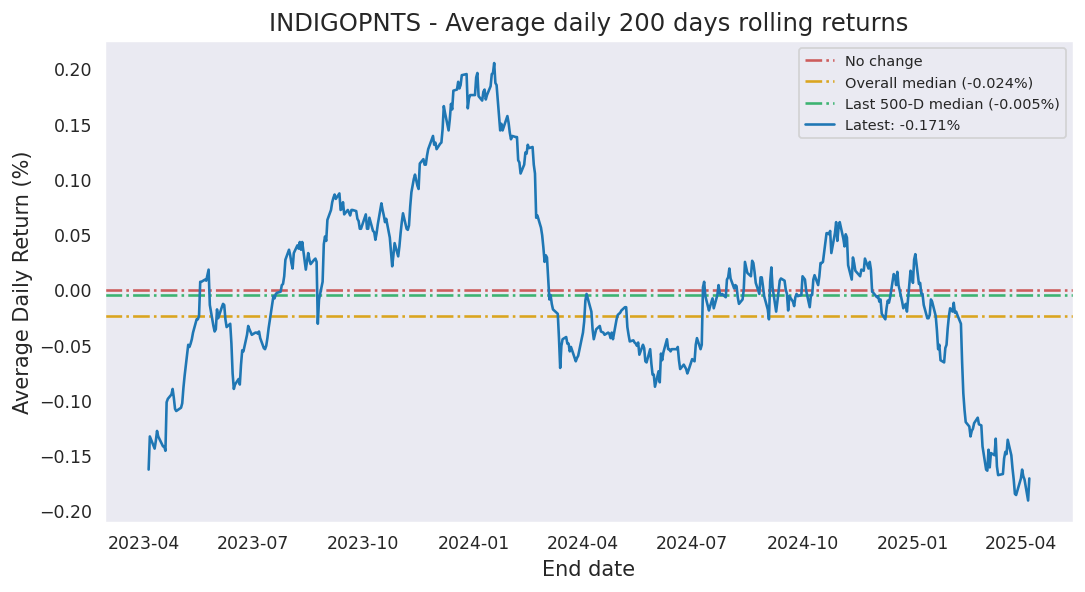 INDIGOPNTS - Average daily 200 days rolling returns
No change
Overall median (-0.024%)
Last 500-D median (-0.005%)
Latest: -0.171%
Average Daily Return (%)
0.20
0.15
0.10
0.05
0.00
−0.05
−0.10
−0.15
−0.20
2023-04 2023-07 2023-10 2024-01 2024-04 2024-07 2024-10 2025-01 2025-04
End date